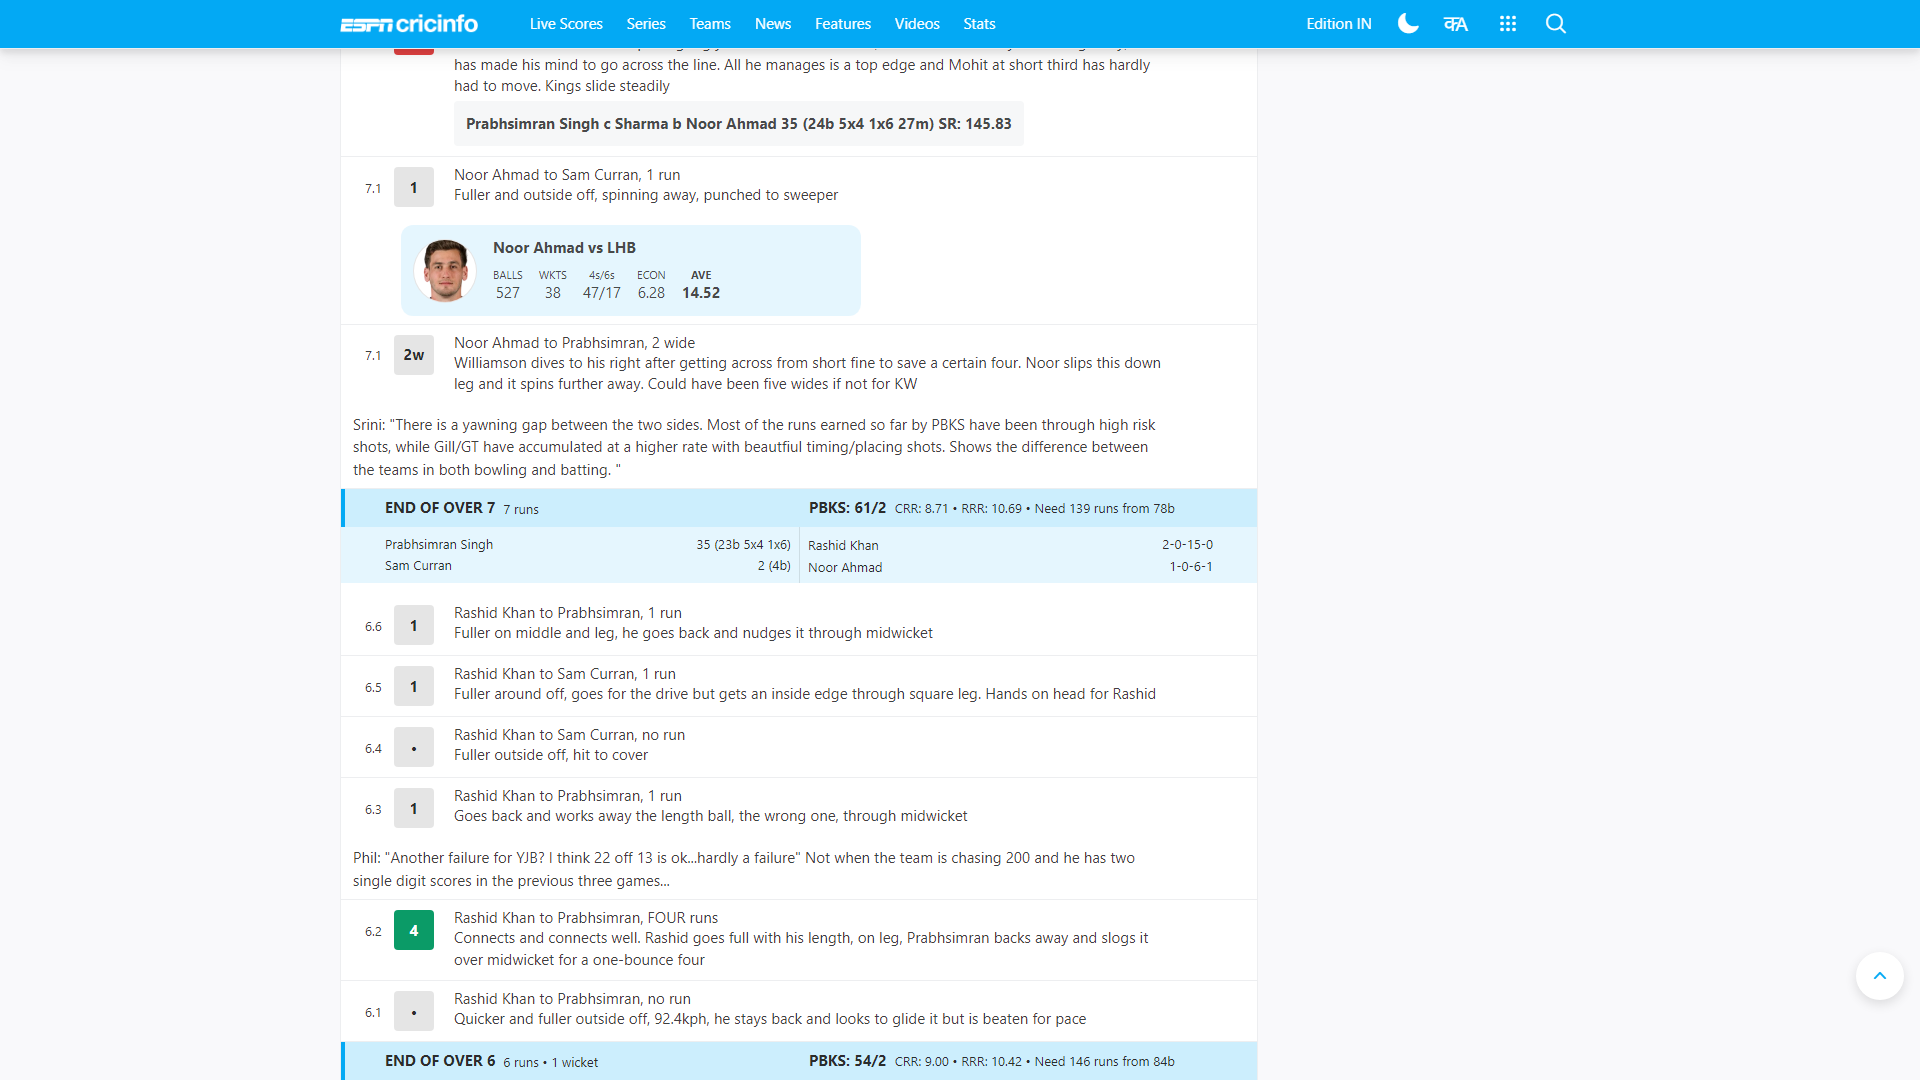 ESPN cricinfo Live Scores Series Teams News Features Videos Stats Edition IN क A
has made his mind to go across the line. All he manages is a top edge and Mohit at short third has hardly
had to move. Kings slide steadily
Prabhsimran Singh c Sharma b Noor Ahmad 35 (24b 5x4 1x6 27m) SR: 145.83
7.1 1 Noor Ahmad to Sam Curran, 1 run
Fuller and outside off, spinning away, punched to sweeper
Noor Ahmad vs LHB
BALLS WKTS 4s/6s ECON AVE
527 38 47/17 6.28 14.52
7.1 2w Noor Ahmad to Prabhsimran, 2 wide
Williamson dives to his right after getting across from short fine to save a certain four. Noor slips this down
leg and it spins further away. Could have been five wides if not for KW
Srini: "There is a yawning gap between the two sides. Most of the runs earned so far by PBKS have been through high risk
shots, while Gill/GT have accumulated at a higher rate with beautfiul timing/placing shots. Shows the difference between
the teams in both bowling and batting. "
END OF OVER 7 7 runs PBKS: 61/2 CRR: 8.71 • RRR: 10.69 • Need 139 runs from 78b
Prabhsimran Singh 35 (23b 5x4 1x6) Rashid Khan 2-0-15-0
Sam Curran 2 (4b) Noor Ahmad 1-0-6-1
6.6 1 Rashid Khan to Prabhsimran, 1 run
Fuller on middle and leg, he goes back and nudges it through midwicket
6.5 1 Rashid Khan to Sam Curran, 1 run
Fuller around off, goes for the drive but gets an inside edge through square leg. Hands on head for Rashid
6.4 • Rashid Khan to Sam Curran, no run
Fuller outside off, hit to cover
6.3 1 Rashid Khan to Prabhsimran, 1 run
Goes back and works away the length ball, the wrong one, through midwicket
Phil: "Another failure for YJB? I think 22 off 13 is ok...hardly a failure" Not when the team is chasing 200 and he has two
single digit scores in the previous three games...
6.2 4 Rashid Khan to Prabhsimran, FOUR runs
Connects and connects well. Rashid goes full with his length, on leg, Prabhsimran backs away and slogs it
over midwicket for a one-bounce four
6.1 • Rashid Khan to Prabhsimran, no run
Quicker and fuller outside off, 92.4kph, he stays back and looks to glide it but is beaten for pace
END OF OVER 6 6 runs • 1 wicket PBKS: 54/2 CRR: 9.00 • RRR: 10.42 • Need 146 runs from 84b